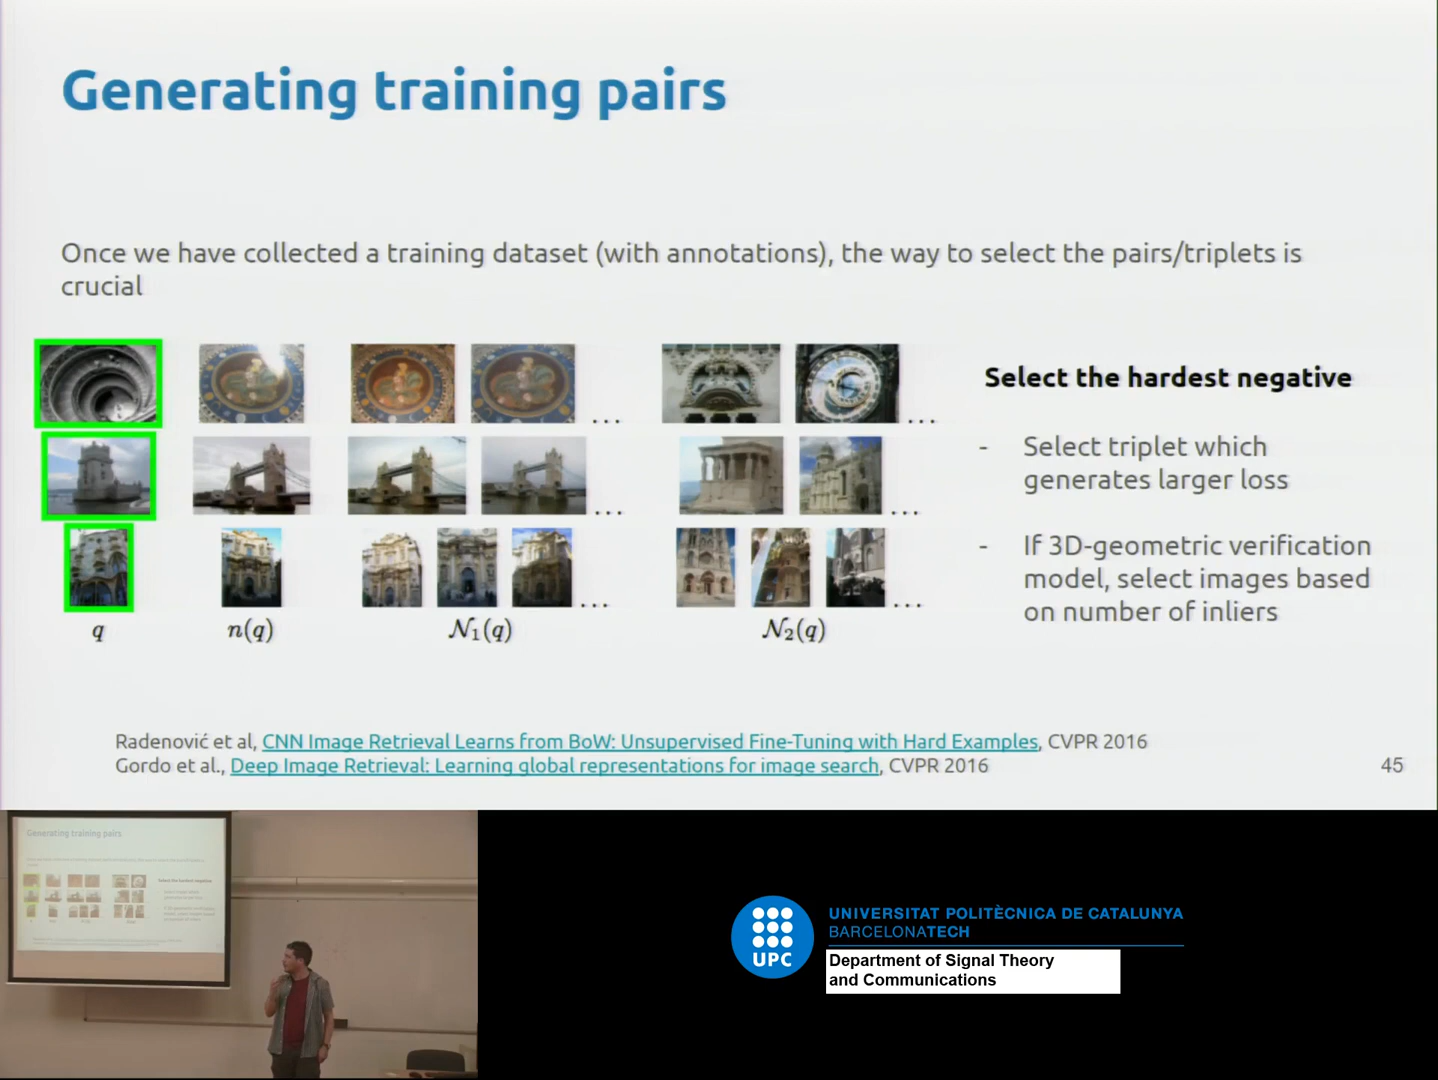 Generating training pairs
Once we have collected a training dataset (with annotations), the way to select the pairs/triplets is
crucial
Select the hardest negative
- Select triplet which
generates larger loss
- If 3D-geometric verification
model, select images based
on number of inliers
q n(q) N₁(q) N₂(q)
Radenović et al, CNN Image Retrieval Learns from BoW: Unsupervised Fine-Tuning with Hard Examples, CVPR 2016
Gordo et al., Deep Image Retrieval: Learning global representations for image search, CVPR 2016
45
Generating training pairs
UPC
UNIVERSITAT POLITÈCNICA DE CATALUNYA
BARCELONATECH
Department of Signal Theory
and Communications